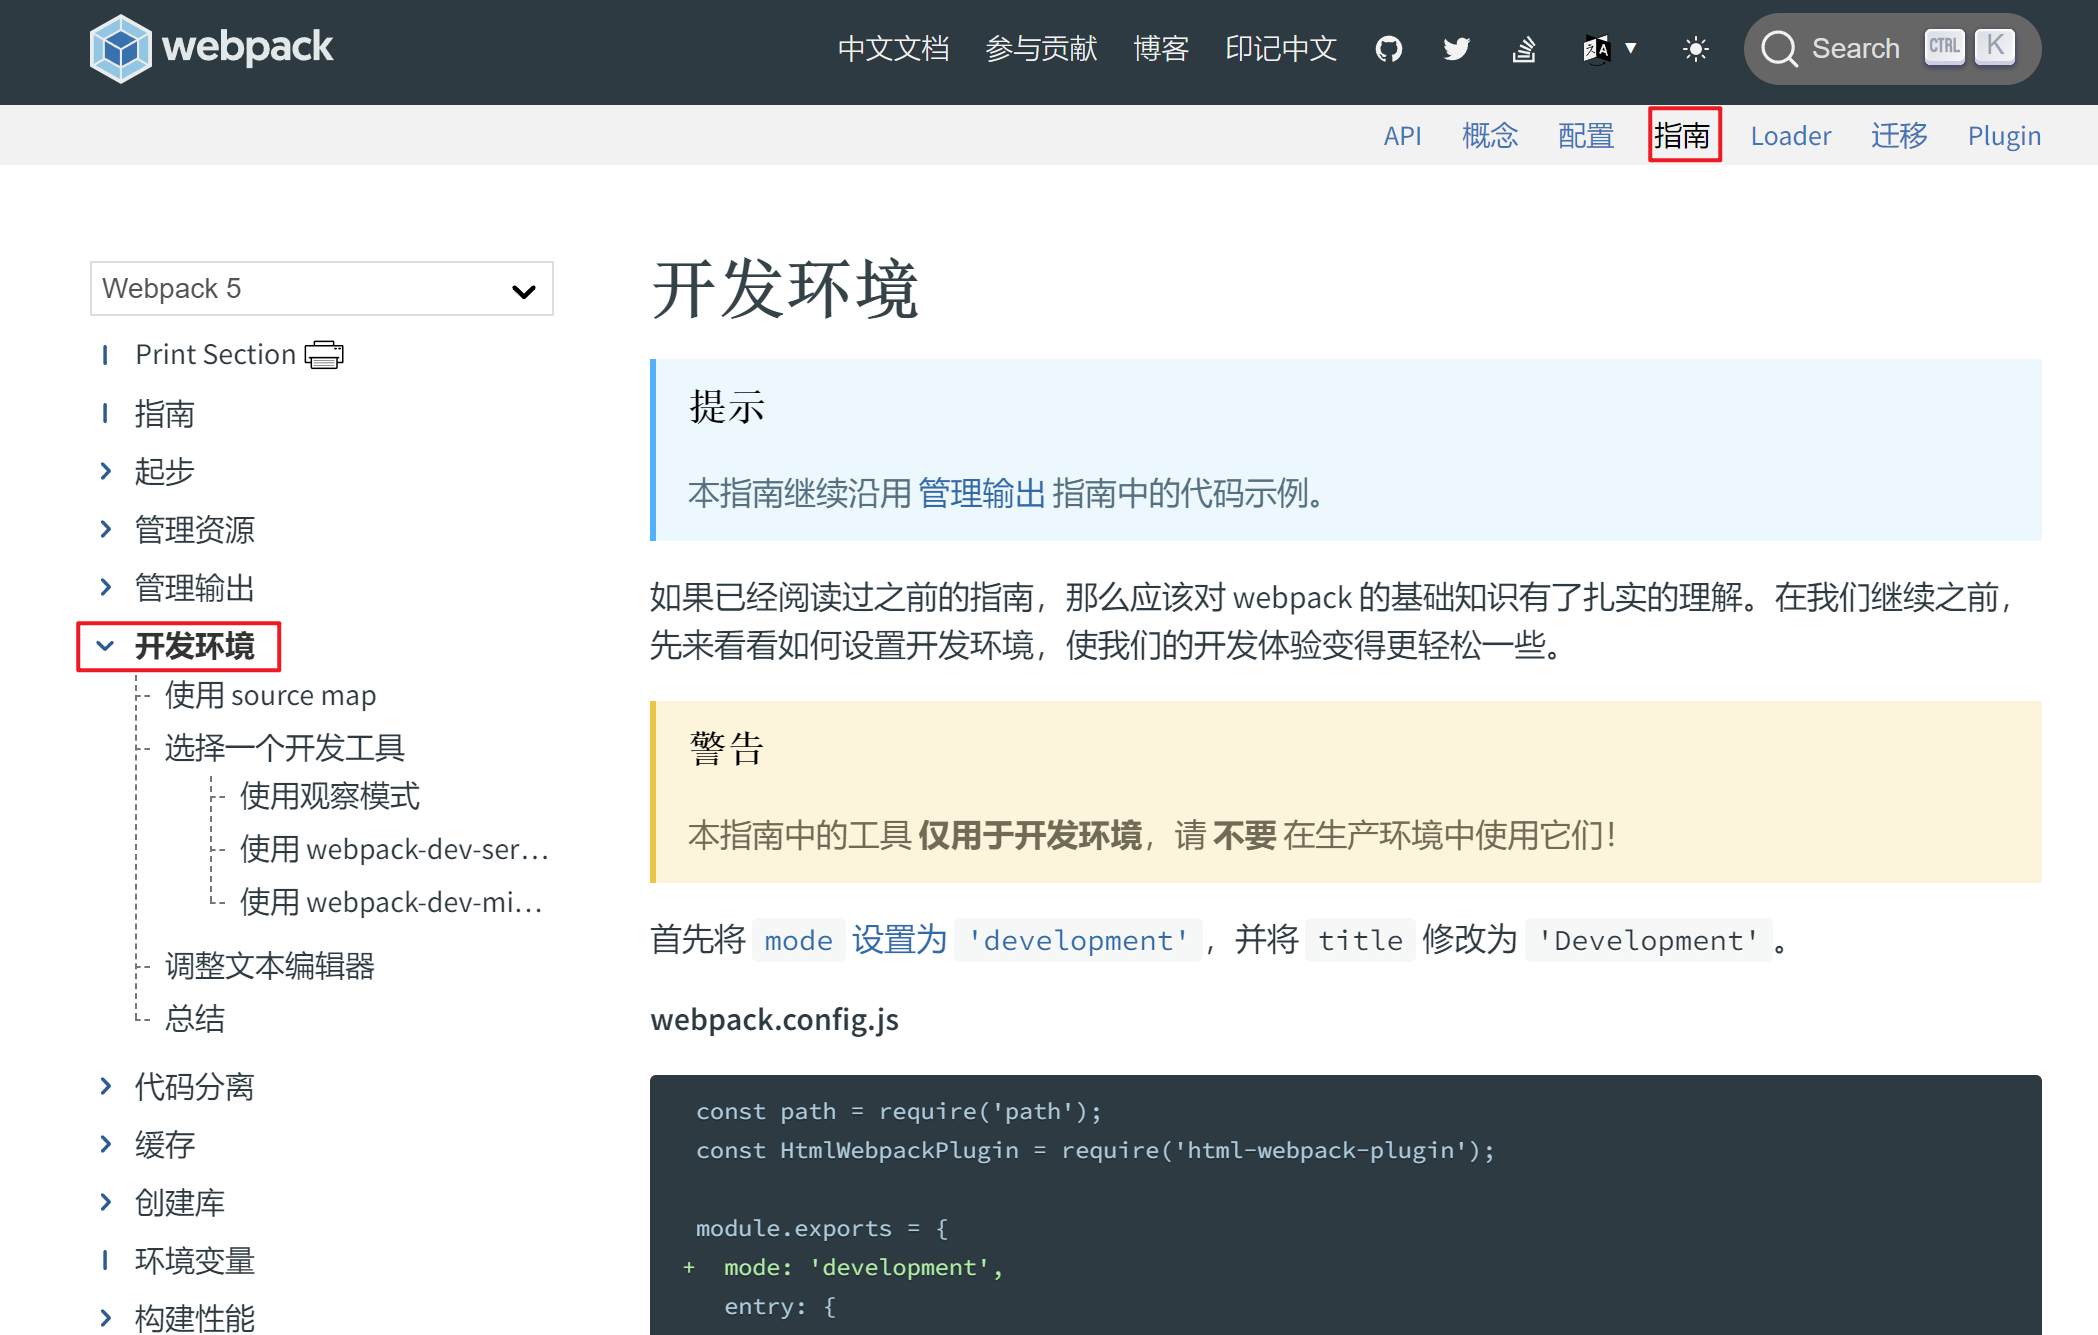 webpack
中文文档 参与贡献 博客 印记中文 Search CTRL K
API 概念 配置 指南 Loader 迁移 Plugin
Webpack 5
Print Section
指南
起步
管理资源
管理输出
开发环境
使用 source map
选择一个开发工具
使用观察模式
使用 webpack-dev-ser…
使用 webpack-dev-mi…
调整文本编辑器
总结
代码分离
缓存
创建库
环境变量
构建性能
开发环境
提示
本指南继续沿用 管理输出 指南中的代码示例。
如果已经阅读过之前的指南，那么应该对 webpack 的基础知识有了扎实的理解。在我们继续之前，
先来看看如何设置开发环境，使我们的开发体验变得更轻松一些。
警告
本指南中的工具 仅用于开发环境，请 不要 在生产环境中使用它们！
首先将 mode 设置为 'development'，并将 title 修改为 'Development'。
webpack.config.js
const path = require('path');
const HtmlWebpackPlugin = require('html-webpack-plugin');
module.exports = {
+ mode: 'development',
entry: {